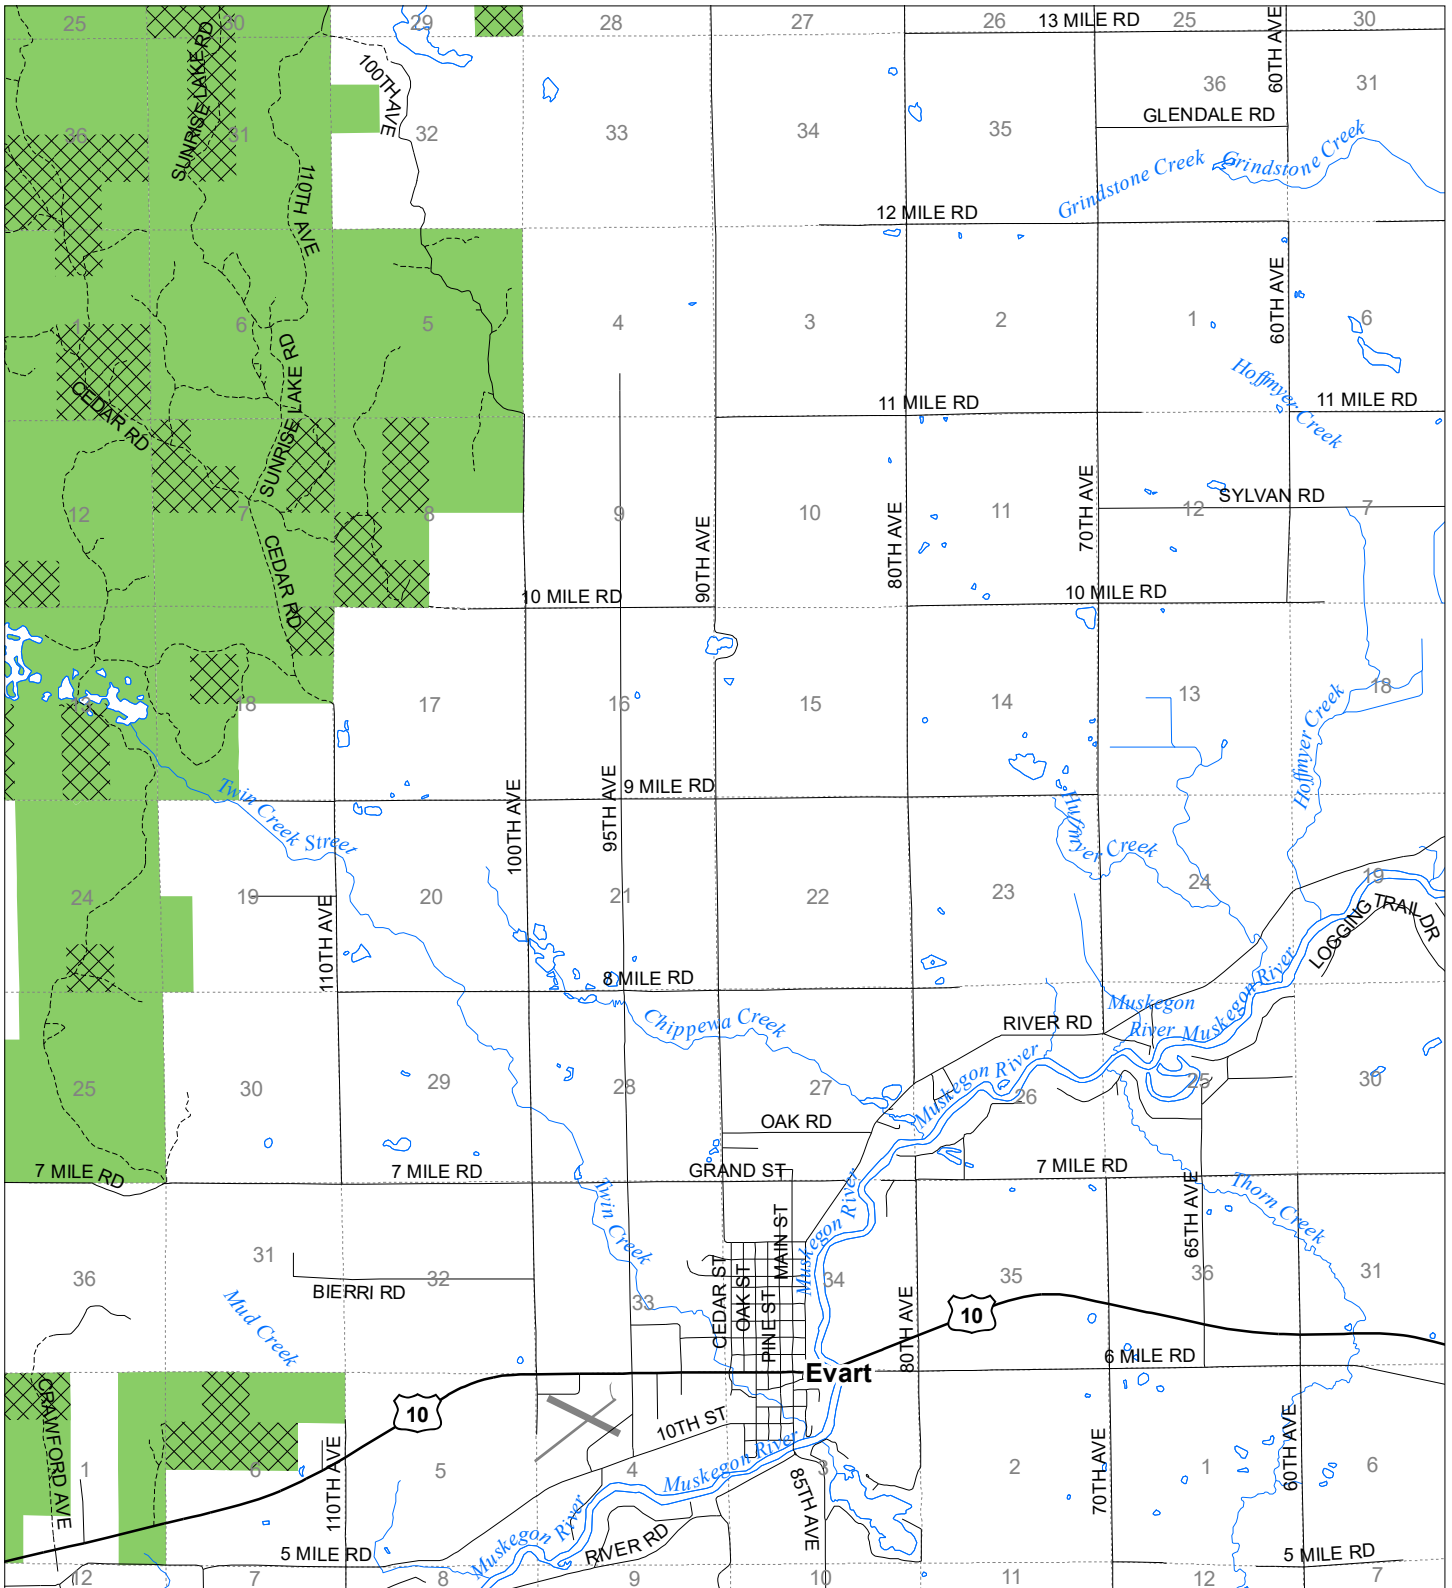 25
30
29
28
27
26
13 MILE RD
25
60TH AVE
30
SUNRISE LAKE RD
100TH AVE
36
31
32
33
34
35
36
31
GLENDALE RD
110TH AVE
Grindstone Creek
Grindstone Creek
12 MILE RD
1
6
5
4
3
2
1
60TH AVE
6
SUNRISE LAKE RD
CEDAR RD
Hoffmyer Creek
11 MILE RD
11 MILE RD
12
7
8
9
10
11
12
SYLVAN RD
7
CEDAR RD
90TH AVE
80TH AVE
70TH AVE
10 MILE RD
10 MILE RD
13
18
17
16
15
14
13
18
Hoffmyer Creek
Twin Creek Street
100TH AVE
95TH AVE
9 MILE RD
Huffmyer Creek
24
19
20
21
22
23
24
19
110TH AVE
LOGGING TRAIL DR
8 MILE RD
Chippewa Creek
Muskegon River
Muskegon River
RIVER RD
Muskegon River
25
30
29
28
27
26
25
30
OAK RD
7 MILE RD
7 MILE RD
GRAND ST
7 MILE RD
Twin Creek
Muskegon River
65TH AVE
Thorn Creek
MAIN ST
36
31
32
33
34
35
36
31
BIERRI RD
Mud Creek
CEDAR ST
OAK ST
PINE ST
80TH AVE
10
6 MILE RD
Evart
CRAWFORD AVE
10
10TH ST
110TH AVE
Muskegon River
70TH AVE
60TH AVE
1
6
5
4
3
2
1
6
85TH AVE
Muskegon River
RIVER RD
5 MILE RD
5 MILE RD
12
7
8
9
10
11
12
7